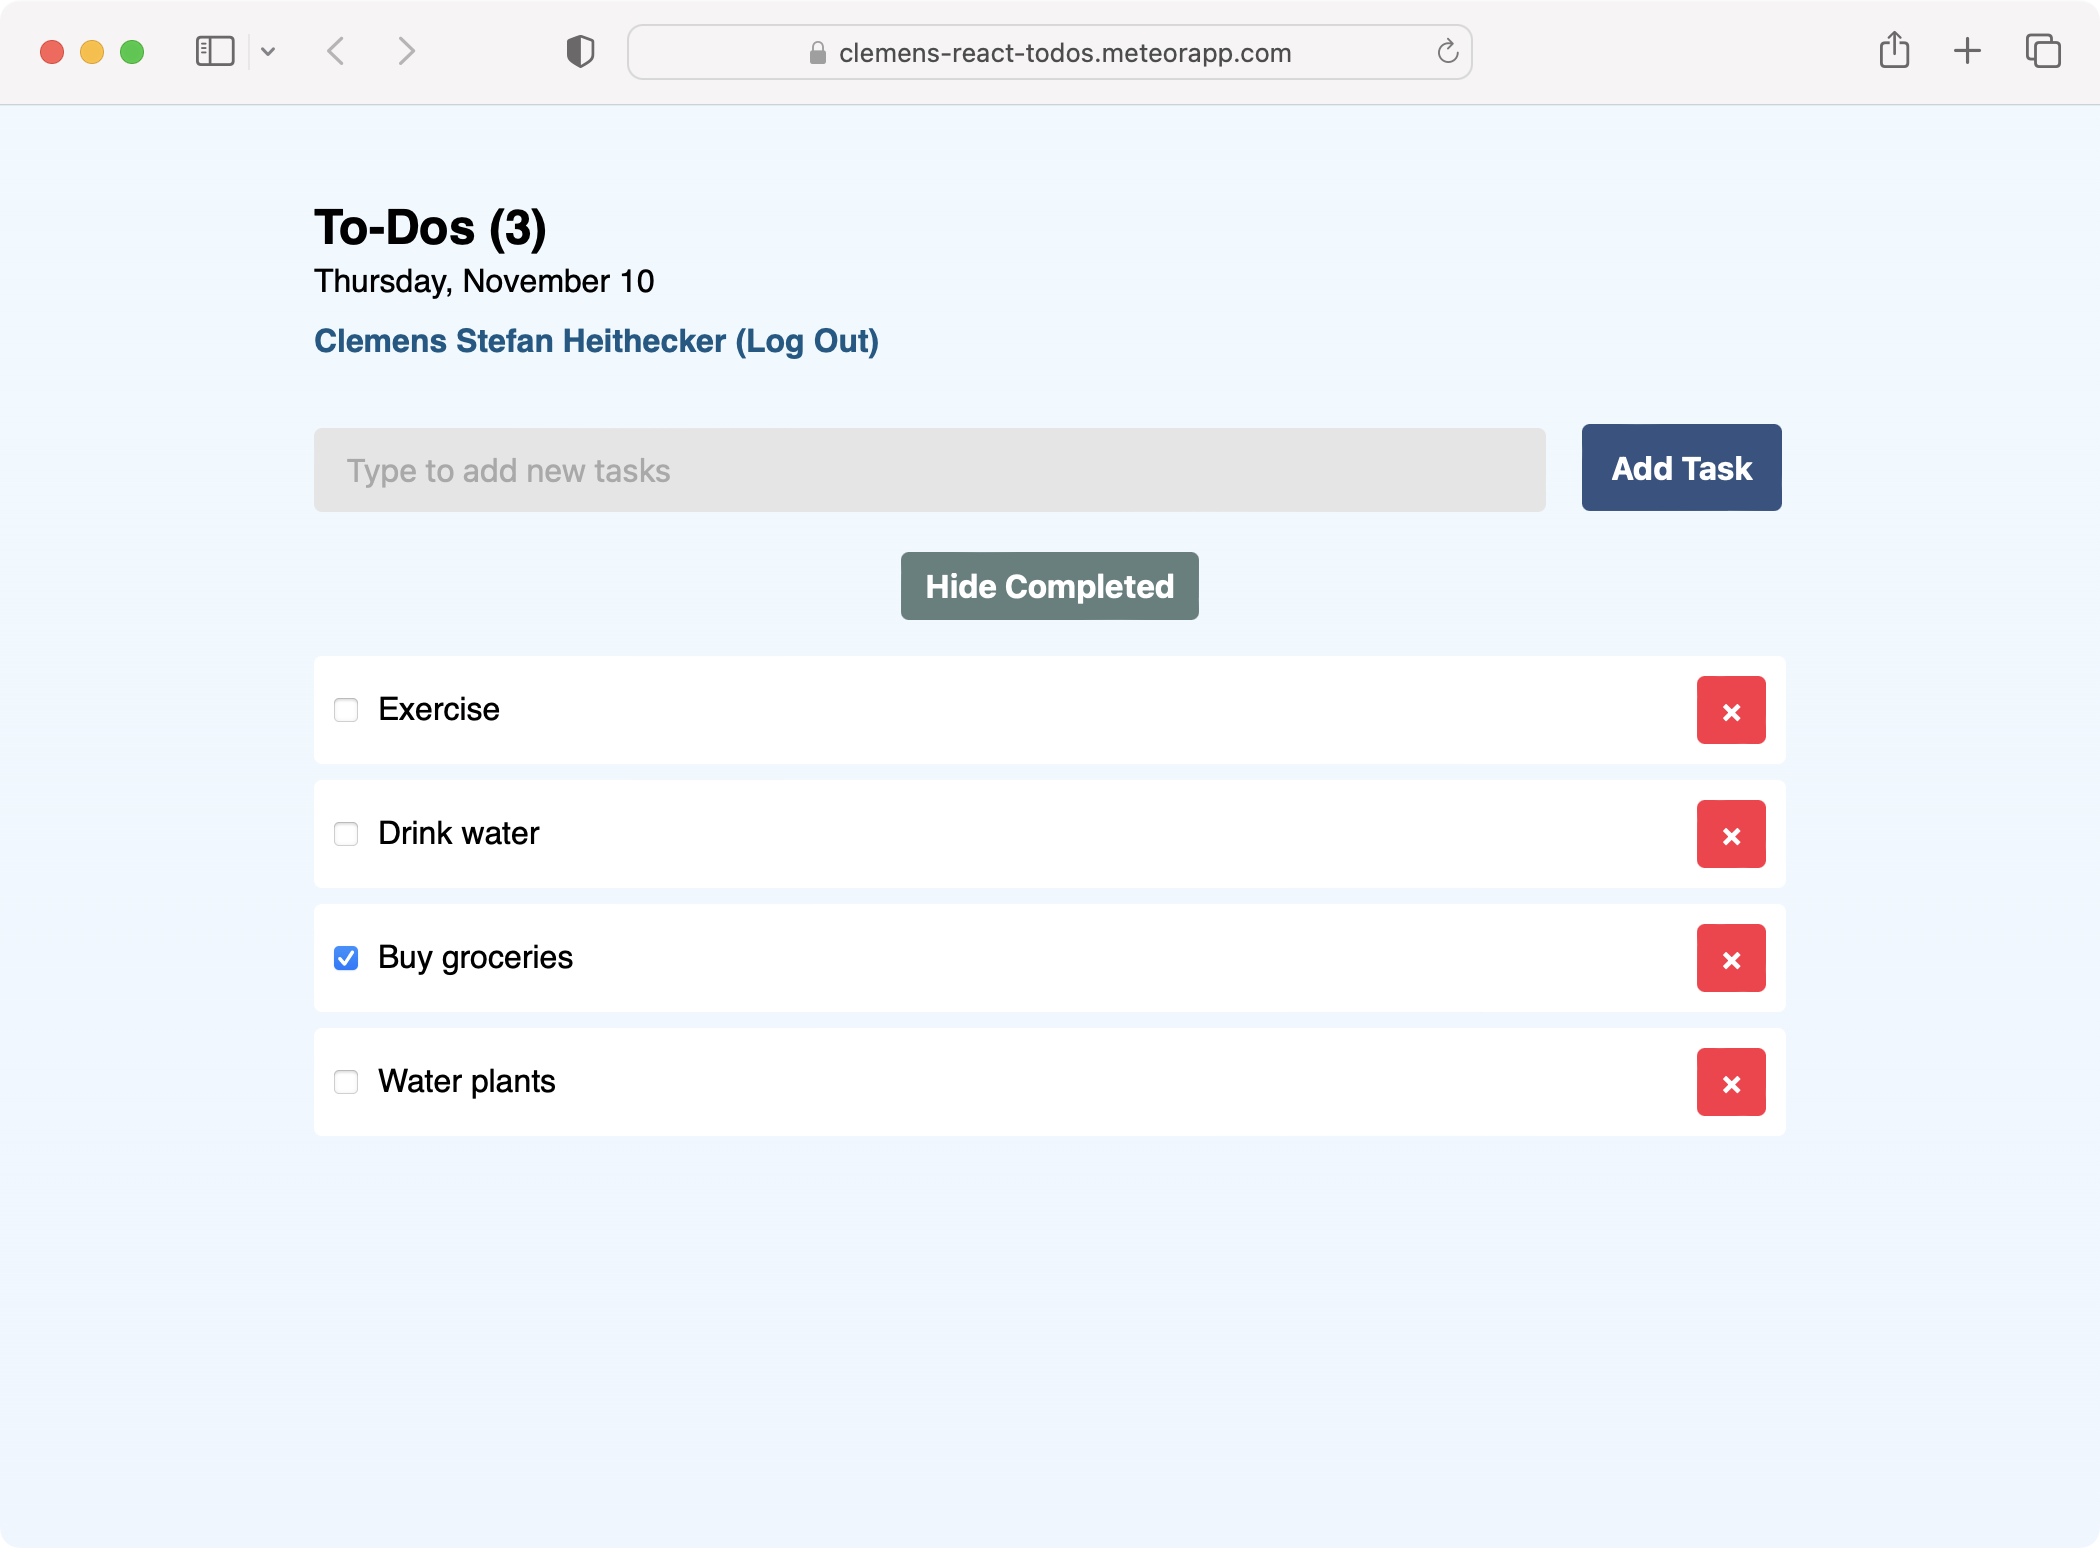 clemens-react-todos.meteorapp.com
To-Dos (3)
Thursday, November 10
Clemens Stefan Heithecker (Log Out)
Type to add new tasks
Add Task
Hide Completed
Exercise
Drink water
Buy groceries
Water plants